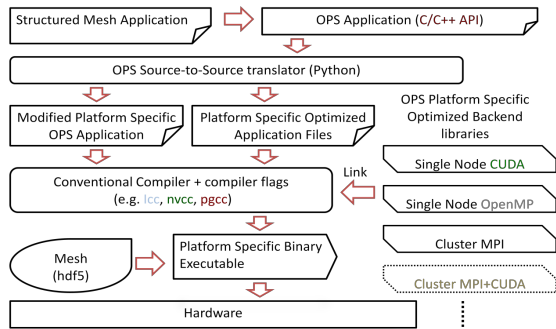 Structured Mesh Application
OPS Application (C/C++ API)
OPS Source-to-Source translator (Python)
Modified Platform Specific
OPS Application
Platform Specific Optimized
Application Files
OPS Platform Specific
Optimized Backend
libraries
Single Node CUDA
Conventional Compiler + compiler flags
(e.g. Icc, nvcc, pgcc)
Link
Single Node OpenMP
Cluster MPI
Mesh
(hdf5)
Platform Specific Binary
Executable
Cluster MPI+CUDA
Hardware